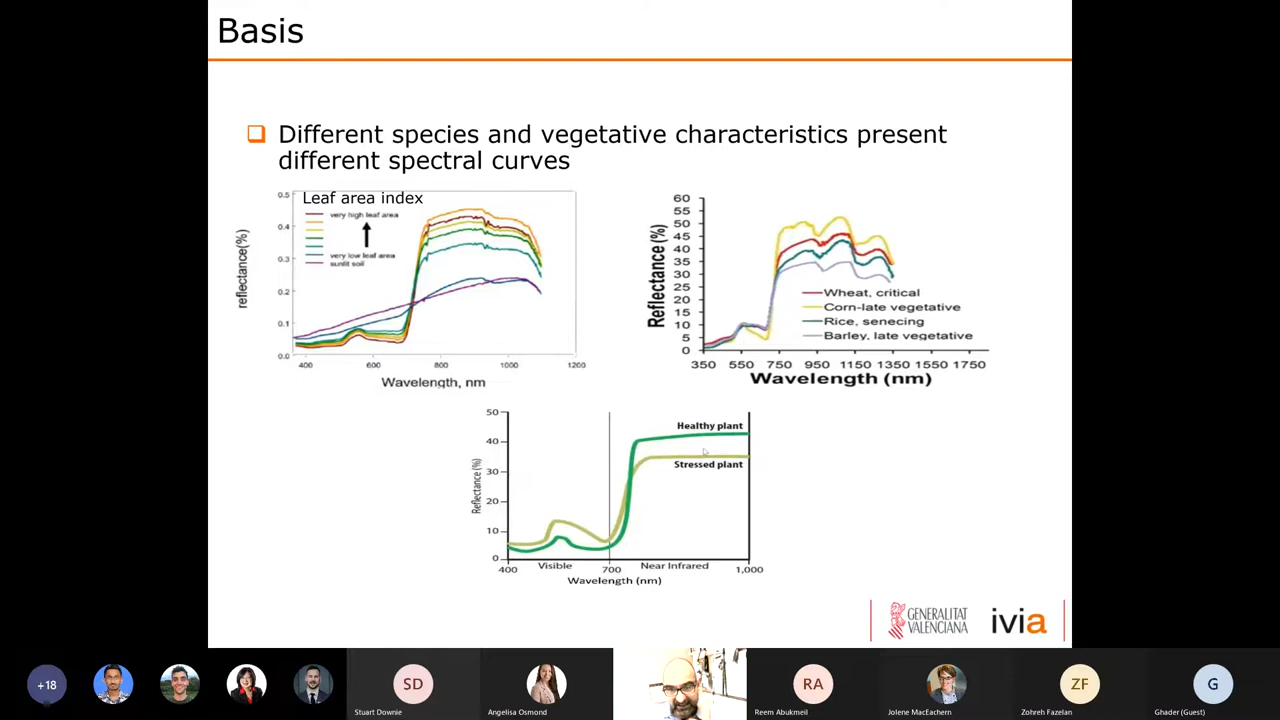 Basis
Different species and vegetative characteristics present
different spectral curves
Leaf area index
very high leaf area
very low leaf area
sunlit soil
0.5
0.4
0.3
0.2
0.1
0.0
reflectance(%)
400
600
800
1000
1200
Wavelength, nm
60
55
50
45
40
35
30
25
20
15
10
5
0
Reflectance (%)
Wheat, critical
Corn-late vegetative
Rice, senecing
Barley, late vegetative
350 550 750 950 1150 1350 1550 1750
Wavelength (nm)
50
40
30
20
10
0
Reflectance (%)
Healthy plant
Stressed plant
Visible
Near Infrared
400
700
1,000
Wavelength (nm)
GENERALITAT
VALENCIANA
ivia
+18
SD
RA
ZF
G
Stuart Downie
Angelisa Osmond
Reem Abukmeil
Jolene MacEachern
Zohreh Fazelan
Ghader (Guest)